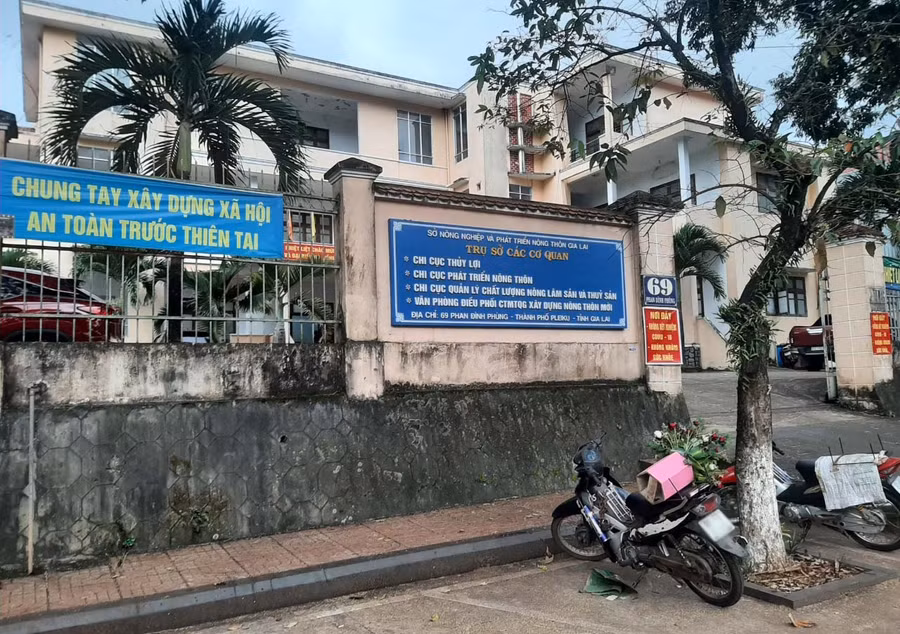 CHUNG TAY XÂY DỰNG XÃ HỘI
AN TOÀN TRƯỚC THIÊN TAI
SỞ NÔNG NGHIỆP VÀ PHÁT TRIỂN NÔNG THÔN GIA LAI
TRỤ SỞ CÁC CƠ QUAN
CHI CỤC THỦY LỢI
CHI CỤC PHÁT TRIỂN NÔNG THÔN
CHI CỤC QUẢN LÝ CHẤT LƯỢNG NÔNG LÂM SẢN VÀ THUỶ SẢN
VĂN PHÒNG ĐIỀU PHỐI CTMTQG XÂY DỰNG NÔNG THÔN MỚI
ĐỊA CHỈ: 69 PHAN ĐÌNH PHÙNG - THÀNH PHỐ PLEIKU - TỈNH GIA LAI
69
PHAN ĐÌNH PHÙNG
NƠI ĐÂY